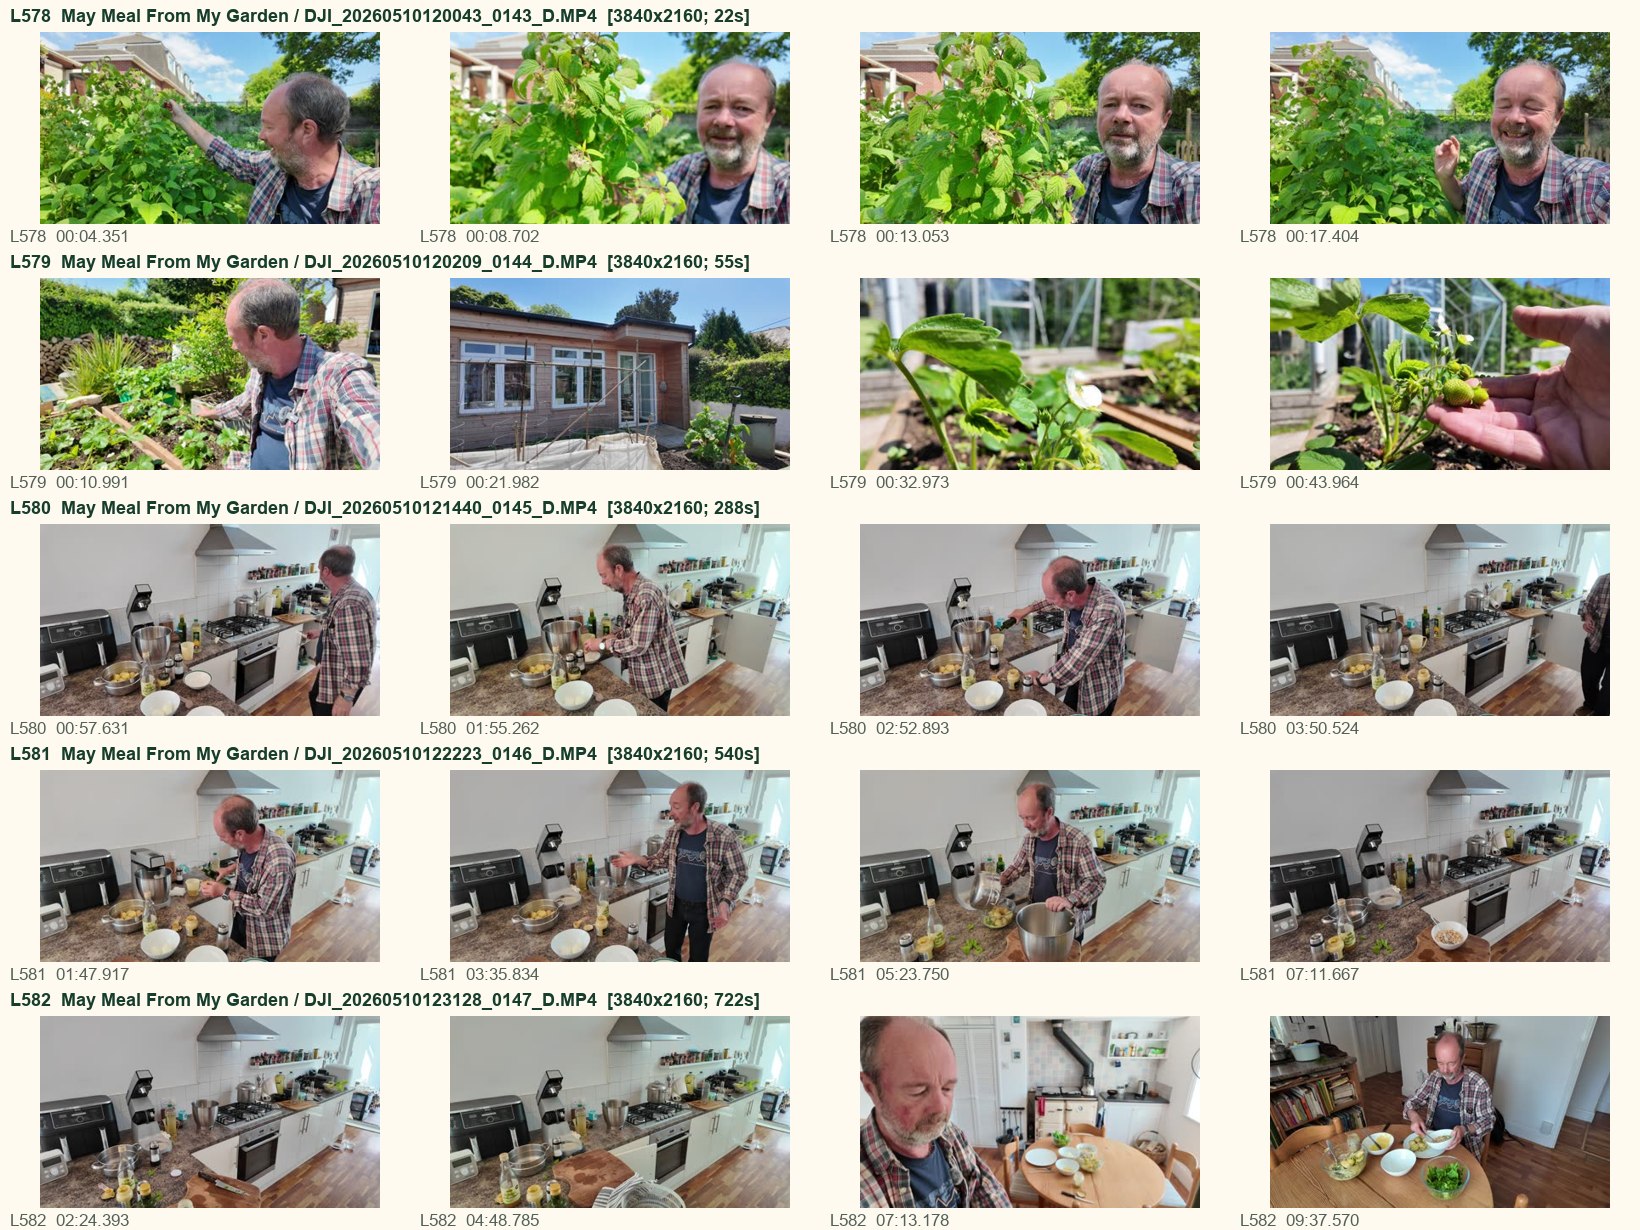 L578 May Meal From My Garden / DJI_20260510120043_0143_D.MP4 [3840x2160; 22s]
L578 00:04.351
L578 00:08.702
L578 00:13.053
L578 00:17.404
L579 May Meal From My Garden / DJI_20260510120209_0144_D.MP4 [3840x2160; 55s]
L579 00:10.991
L579 00:21.982
L579 00:32.973
L579 00:43.964
L580 May Meal From My Garden / DJI_20260510121440_0145_D.MP4 [3840x2160; 288s]
L580 00:57.631
L580 01:55.262
L580 02:52.893
L580 03:50.524
L581 May Meal From My Garden / DJI_20260510122223_0146_D.MP4 [3840x2160; 540s]
L581 01:47.917
L581 03:35.834
L581 05:23.750
L581 07:11.667
L582 May Meal From My Garden / DJI_20260510123128_0147_D.MP4 [3840x2160; 722s]
L582 02:24.393
L582 04:48.785
L582 07:13.178
L582 09:37.570